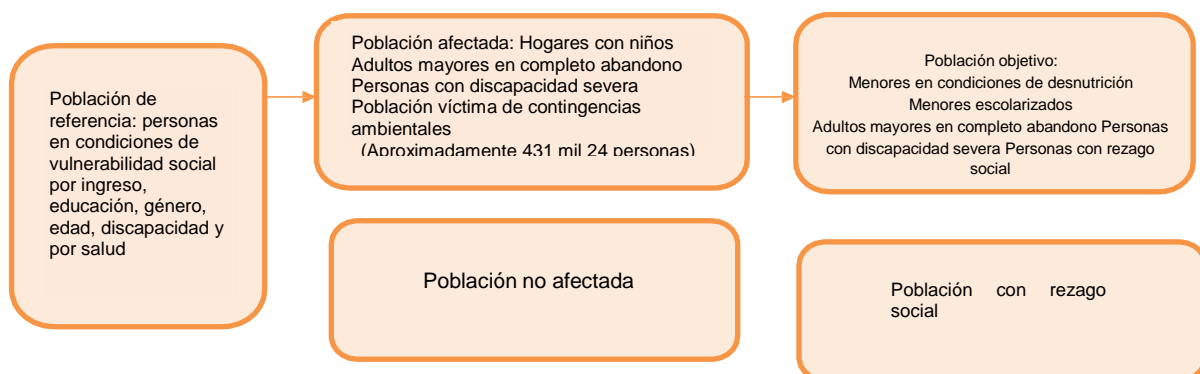 Población de
referencia: personas
en condiciones de
vulnerabilidad social
por ingreso,
educación, género,
edad, discapacidad y
por salud
Población afectada: Hogares con niños
Adultos mayores en completo abandono
Personas con discapacidad severa
Población víctima de contingencias
ambientales
(Aproximadamente 431 mil 24 personas)
Población objetivo:
Menores en condiciones de desnutrición
Menores escolarizados
Adultos mayores en completo abandono Personas
con discapacidad severa Personas con rezago
social
Población no afectada
Población con rezago
social